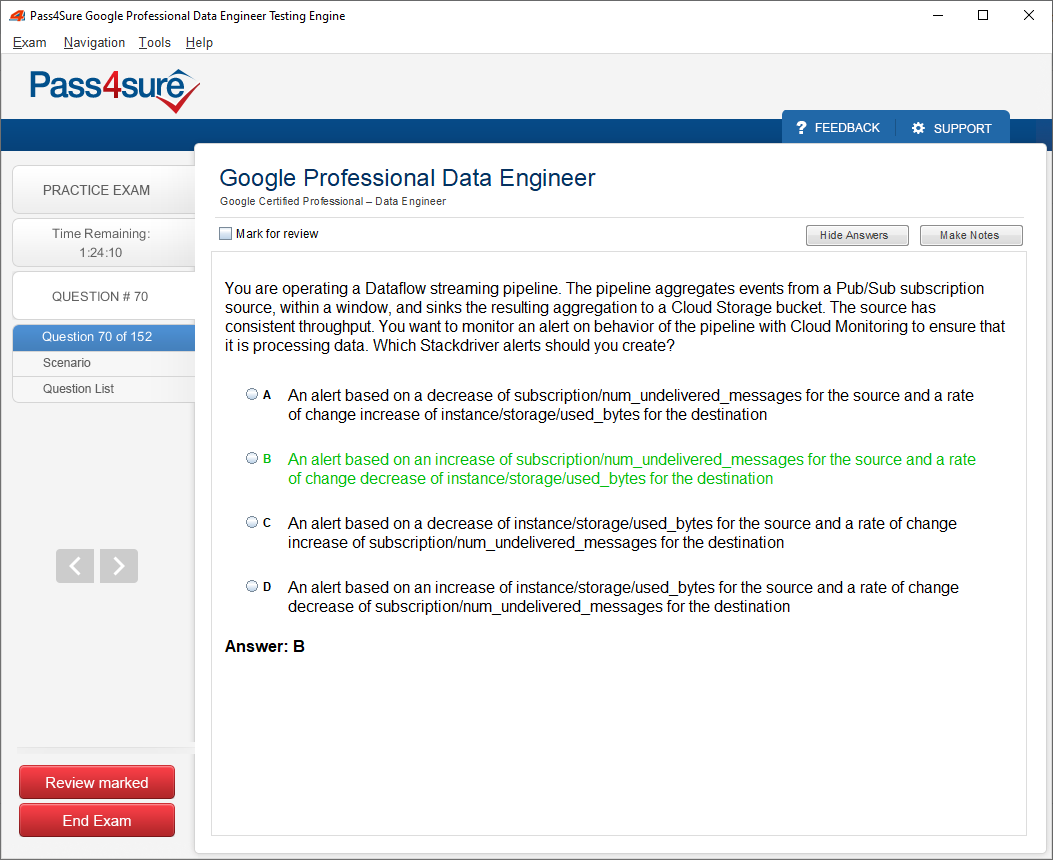 Pass4Sure Google Professional Data Engineer Testing Engine
Exam Navigation Tools Help
Pass4sure
? FEEDBACK SUPPORT
PRACTICE EXAM
Time Remaining:
1:24:10
QUESTION # 70
Question 70 of 152
Scenario
Question List
Review marked
End Exam
Google Professional Data Engineer
Google Certified Professional – Data Engineer
Mark for review Hide Answers Make Notes
You are operating a Dataflow streaming pipeline. The pipeline aggregates events from a Pub/Sub subscription
source, within a window, and sinks the resulting aggregation to a Cloud Storage bucket. The source has
consistent throughput. You want to monitor an alert on behavior of the pipeline with Cloud Monitoring to ensure that
it is processing data. Which Stackdriver alerts should you create?
A An alert based on a decrease of subscription/num_undelivered_messages for the source and a rate
of change increase of instance/storage/used_bytes for the destination
B An alert based on an increase of subscription/num_undelivered_messages for the source and a rate
of change decrease of instance/storage/used_bytes for the destination
C An alert based on a decrease of instance/storage/used_bytes for the source and a rate of change
increase of subscription/num_undelivered_messages for the destination
D An alert based on an increase of instance/storage/used_bytes for the source and a rate of change
decrease of subscription/num_undelivered_messages for the destination
Answer: B